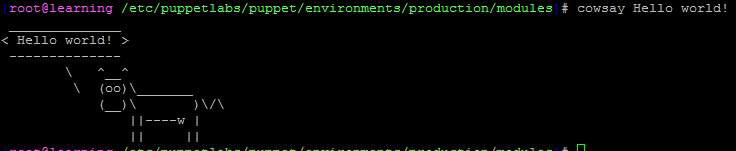 [root@learning /etc/puppetlabs/puppet/environments/production/modules]# cowsay Hello world!
 ______________
< Hello world! >
 --------------
        \   ^__^
         \  (oo)\_______
            (__)\       )\/\
                ||----w |
                ||     ||
[root@learning /etc/puppetlabs/puppet/environments/production/modules]#